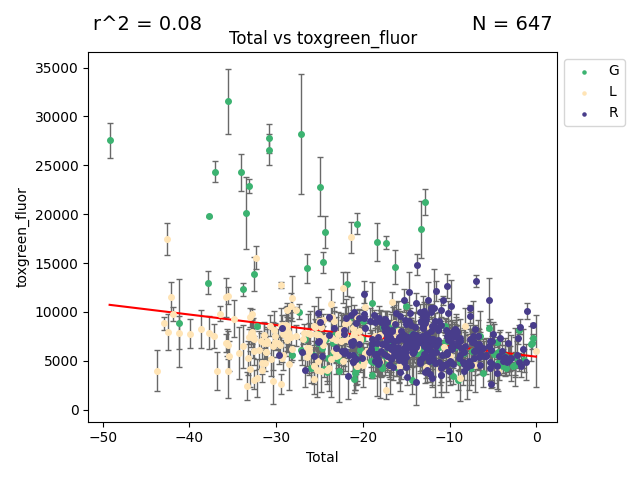 r^2 = 0.08 N = 647
Total vs toxgreen_fluor
35000
30000
25000
20000
15000
10000
5000
0
toxgreen_fluor
−50 −40 −30 −20 −10 0
Total
G
L
R